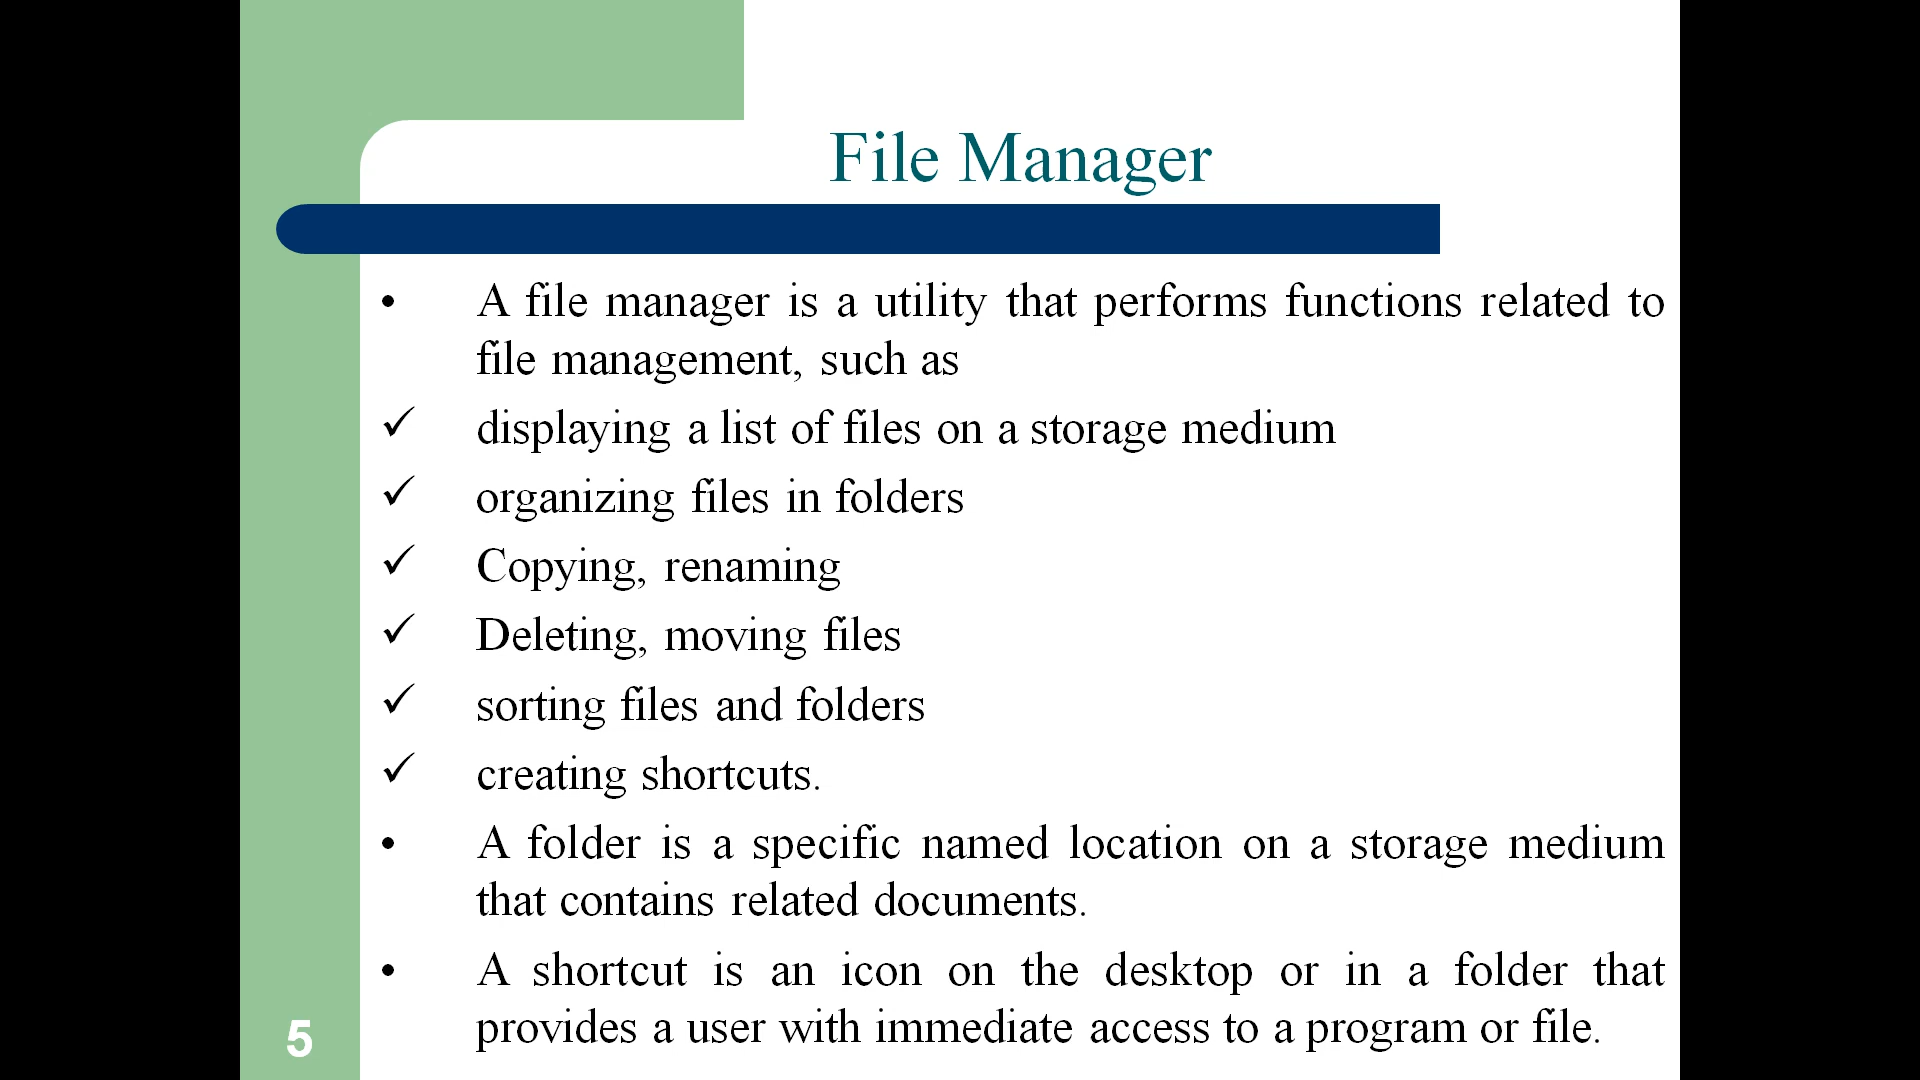 File Manager
• A file manager is a utility that performs functions related to
file management, such as
✓ displaying a list of files on a storage medium
✓ organizing files in folders
✓ Copying, renaming
✓ Deleting, moving files
✓ sorting files and folders
✓ creating shortcuts.
• A folder is a specific named location on a storage medium
that contains related documents.
• A shortcut is an icon on the desktop or in a folder that
provides a user with immediate access to a program or file.
5